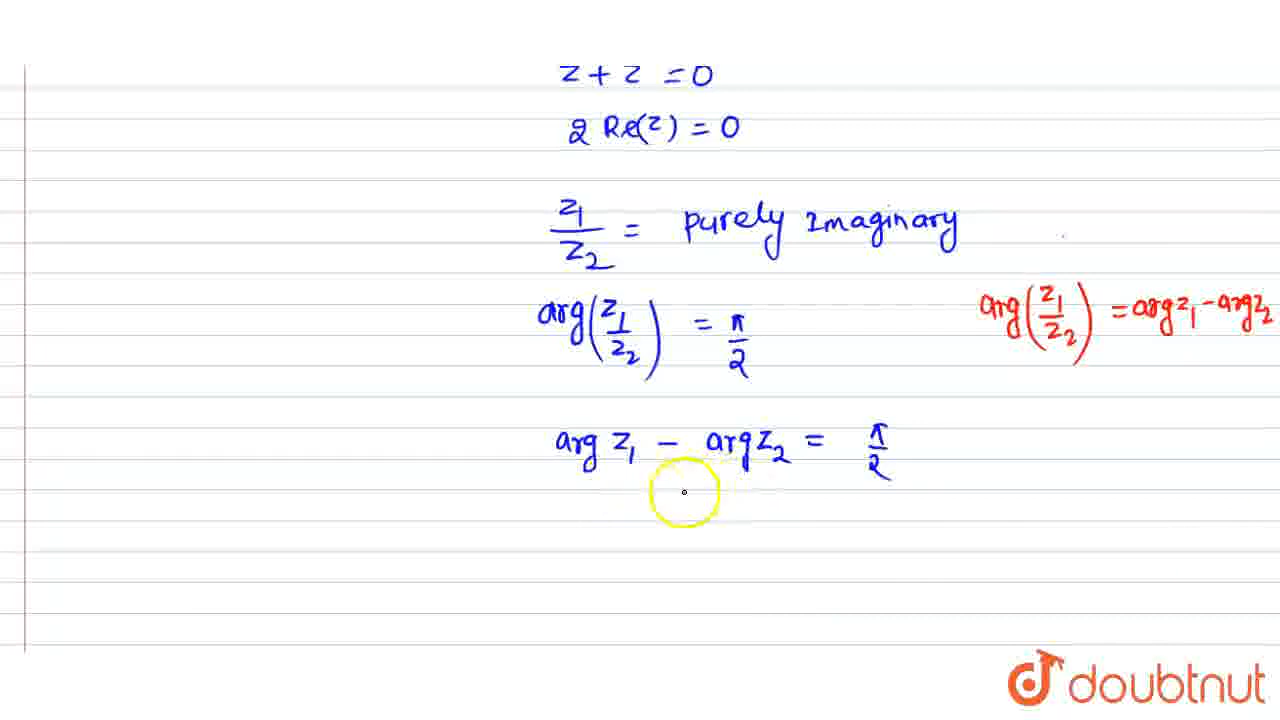 z + z = 0
2 Re(z) = 0
z₁/z₂ = Purely Imaginary
arg(z₁/z₂) = π/2
arg(z₁/z₂) = arg z₁ - arg z₂
arg z₁ - arg z₂ = π/2
doubtnut